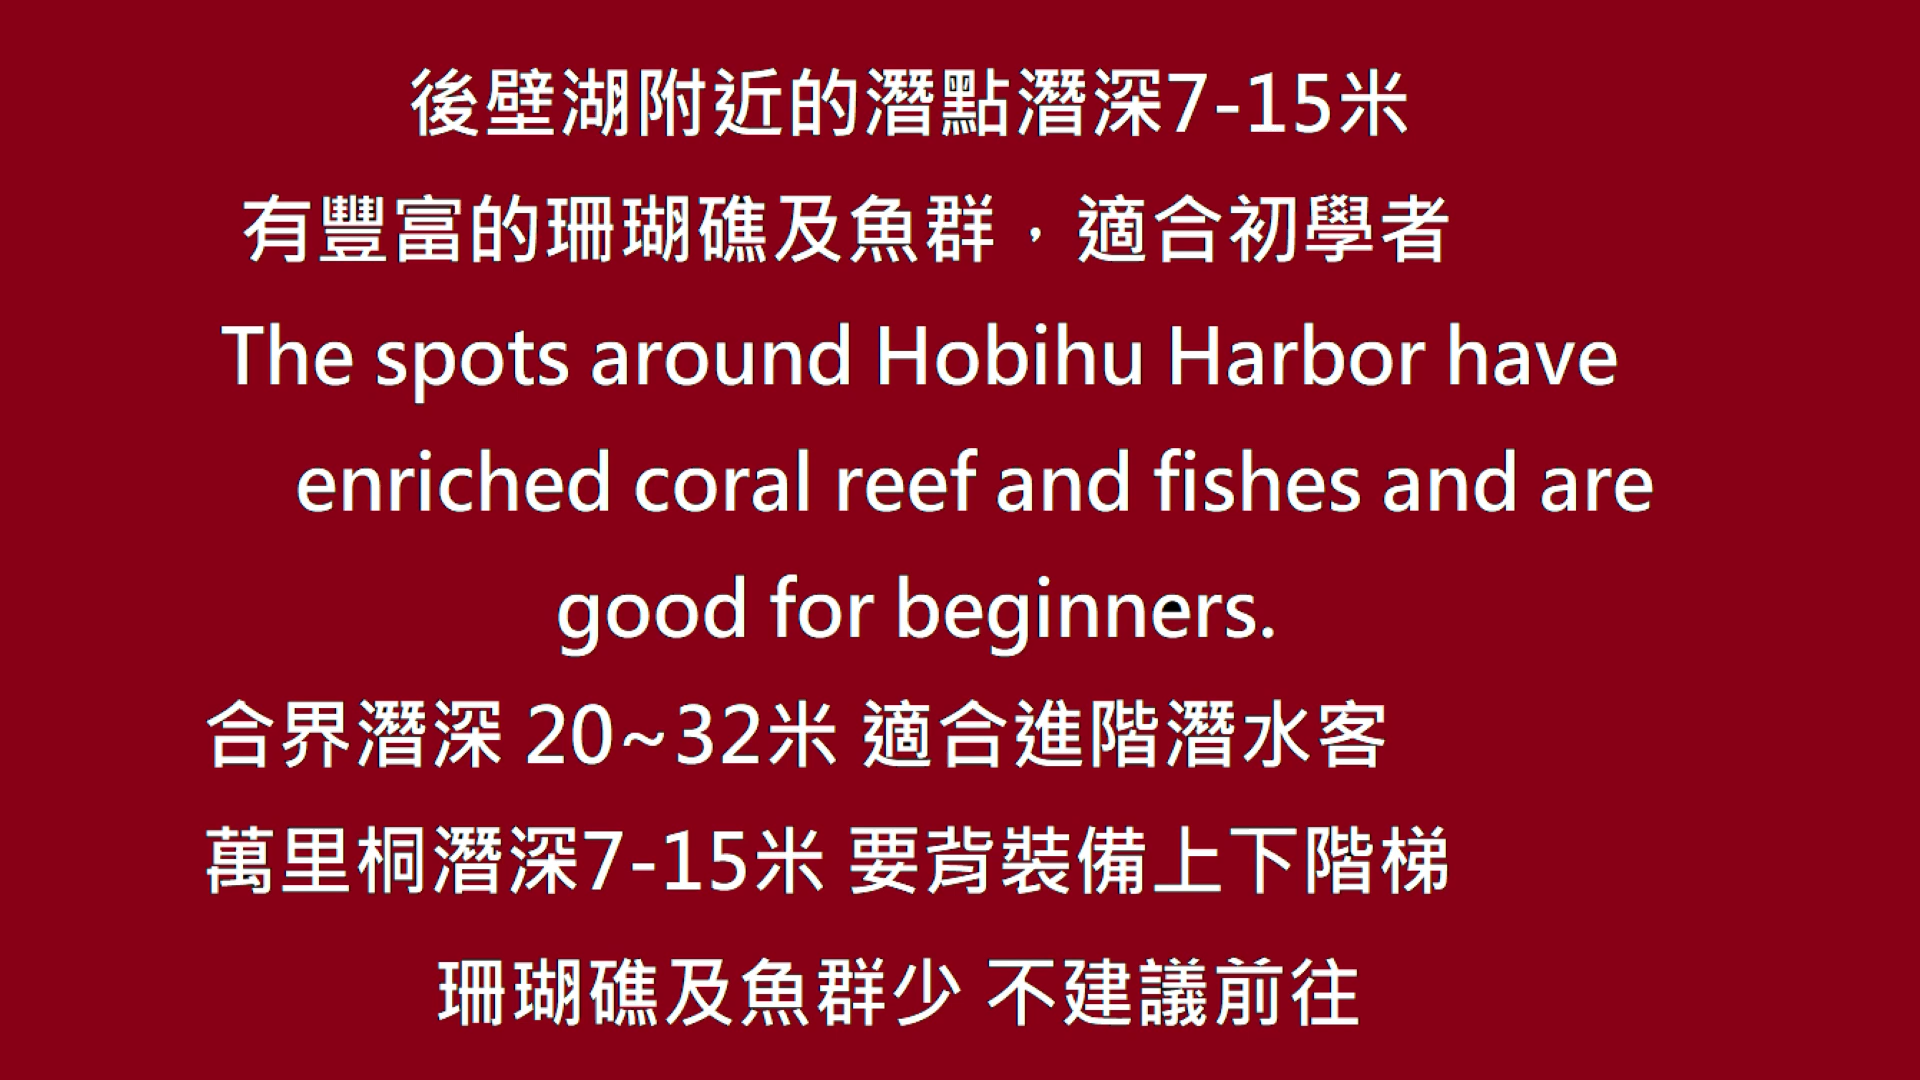 後壁湖附近的潛點潛深7-15米
有豐富的珊瑚礁及魚群，適合初學者
The spots around Hobihu Harbor have
enriched coral reef and fishes and are
good for beginners.
合界潛深 20~32米 適合進階潛水客
萬里桐潛深7-15米 要背裝備上下階梯
珊瑚礁及魚群少 不建議前往